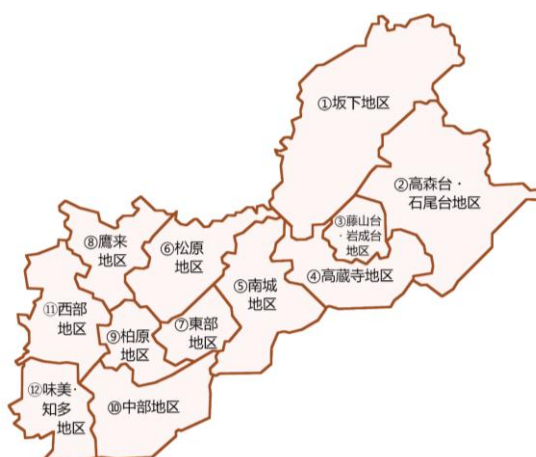 ①坂下地区
②高森台・
石尾台地区
③藤山台
・岩成台
地区
④高蔵寺地区
⑤南城
地区
⑥松原
地区
⑦東部
地区
⑧鷹来
地区
⑨柏原
地区
⑩中部地区
⑪西部
地区
⑫味美・
知多
地区